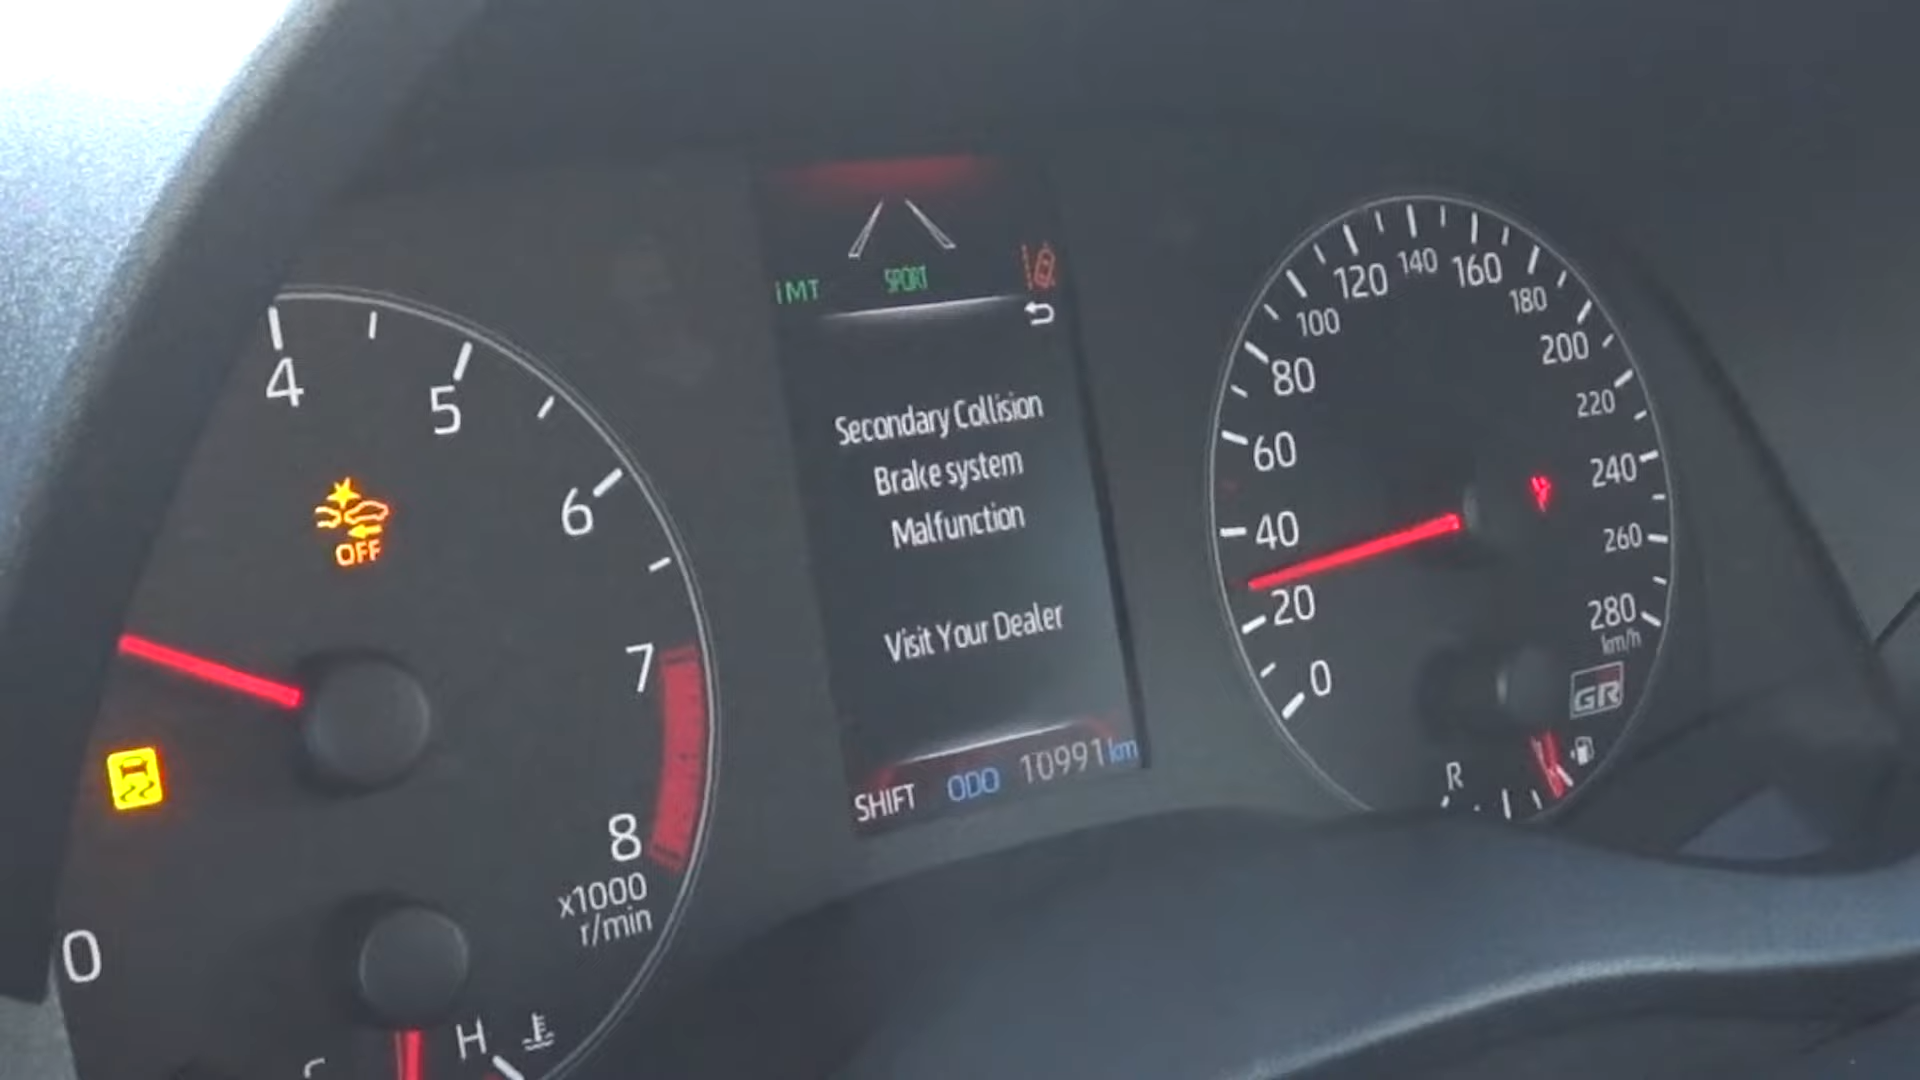 4
5
6
7
8
x1000
r/min
0
OFF
H
iMT
SPORT
Secondary Collision
Brake system
Malfunction
Visit Your Dealer
SHIFT
ODO 10991 km
0
20
40
60
80
100
120
140
160
180
200
220
240
260
280
km/h
GR
R